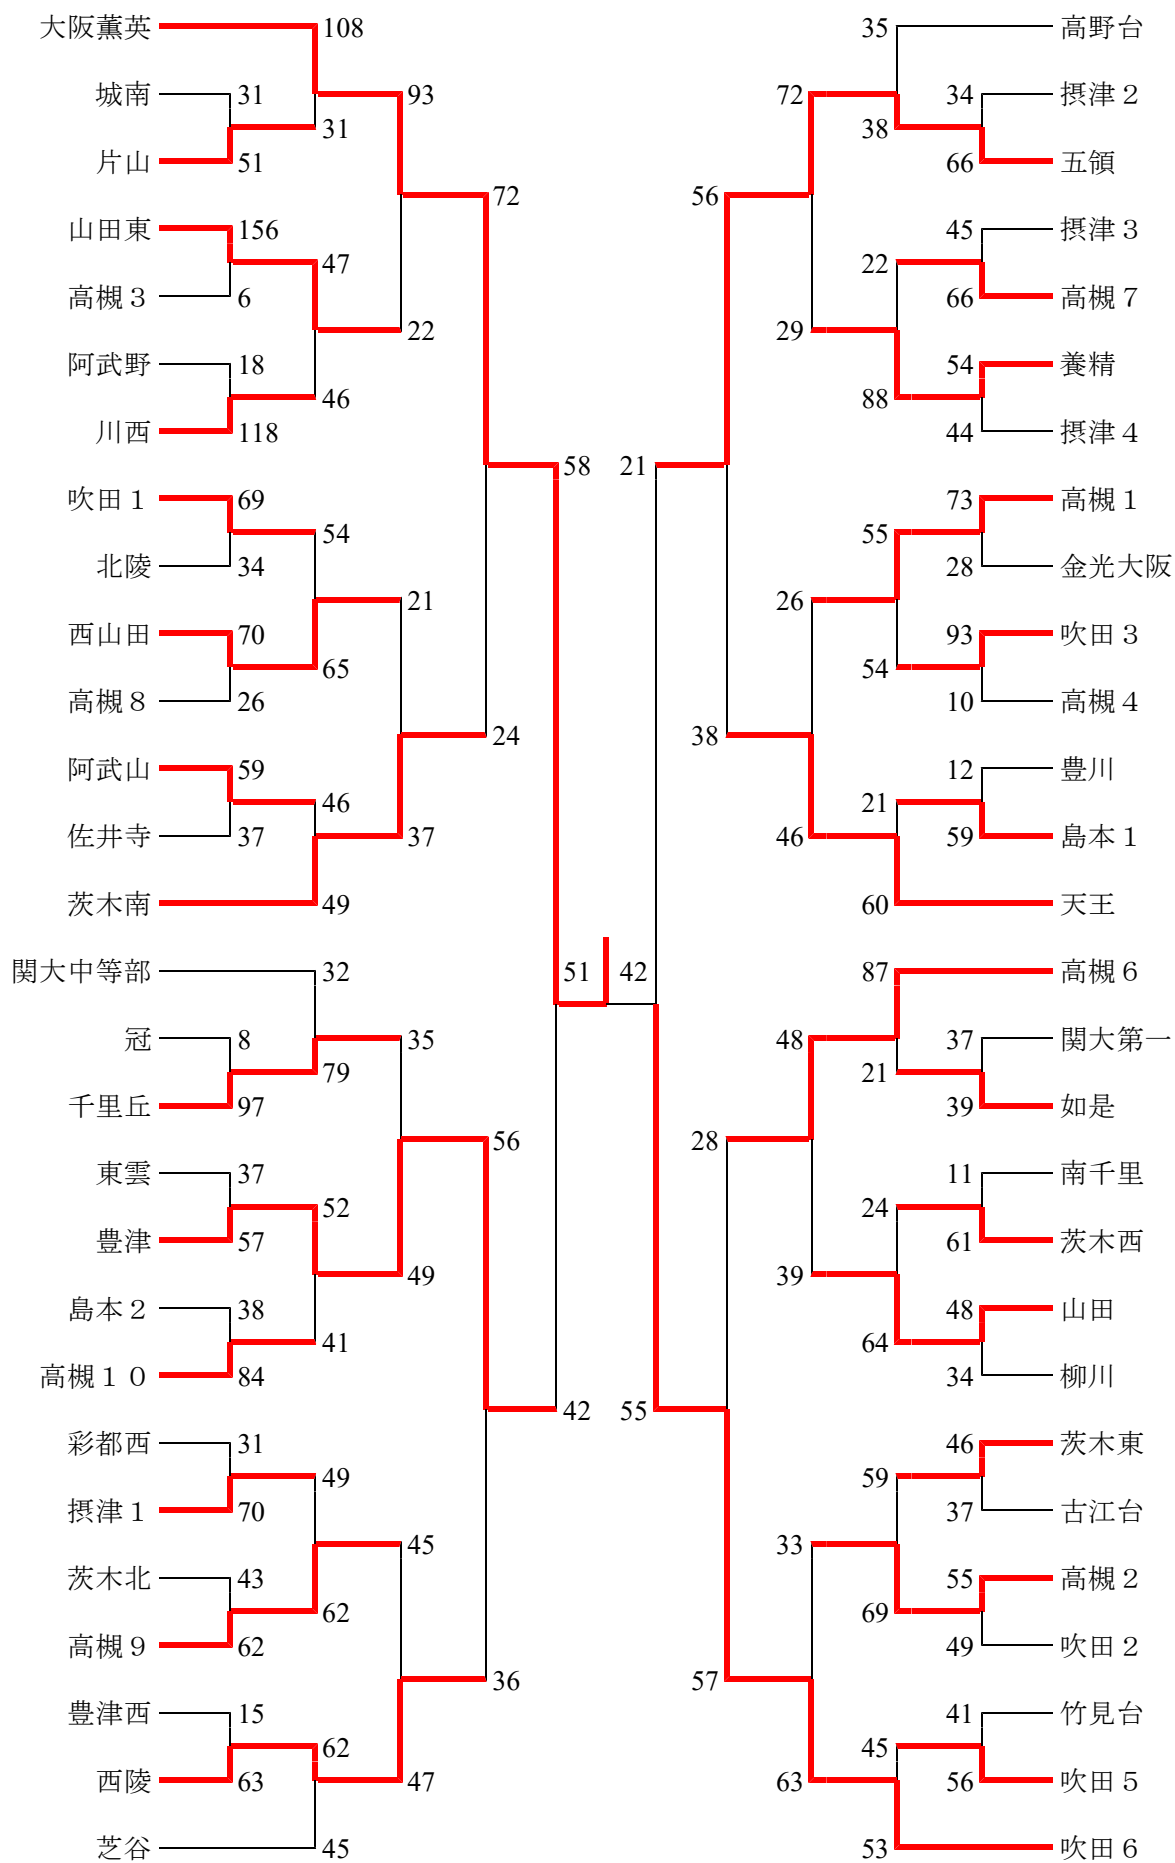 大阪薫英 108 35 高野台
城南 31 93 72 34 摂津２
31 38
片山 51 66 五領
72 56
山田東 156 45 摂津３
47 22
高槻３ 6 66 高槻７
22 29
阿武野 18 54 養精
46 88
川西 118 44 摂津４
58 21
吹田１ 69 73 高槻１
54 55
北陵 34 28 金光大阪
21 26
西山田 70 93 吹田３
65 54
高槻８ 26 10 高槻４
24 38
阿武山 59 12 豊川
46 21
佐井寺 37 37 46 59 島本１
茨木南 49 60 天王
関大中等部 32 51 42 87 高槻６
冠 8 35 48 37 関大第一
79 21
千里丘 97 39 如是
56 28
東雲 37 11 南千里
52 24
豊津 57 61 茨木西
49 39
島本２ 38 48 山田
41 64
高槻１０ 84 34 柳川
42 55
彩都西 31 46 茨木東
49 59
摂津１ 70 37 古江台
45 33
茨木北 43 55 高槻２
62 69
高槻９ 62 49 吹田２
36 57
豊津西 15 41 竹見台
62 45
西陵 63 47 63 56 吹田５
芝谷 45 53 吹田６